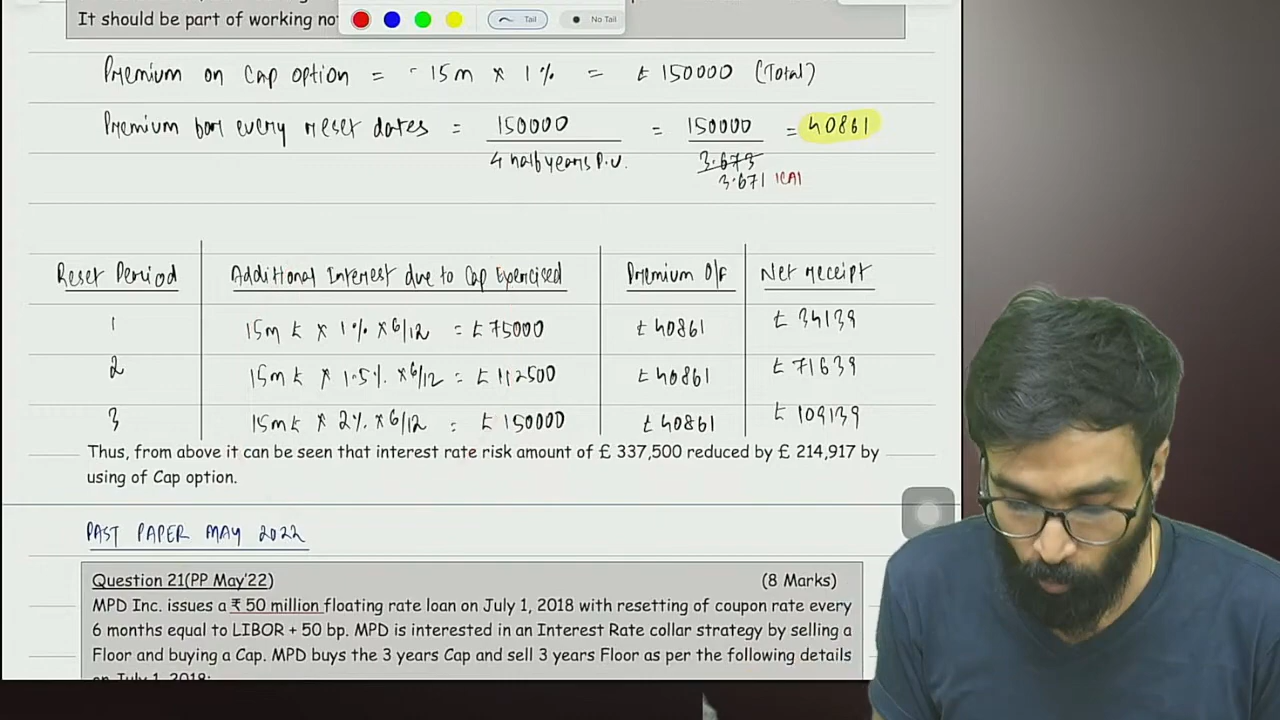 It should be part of working no
Tail
No Tail
Premium on Cap option = 15m × 1% = £ 150000 (Total)
Premium for every reset dates = 150000 / 4 half years P.V. = 150000 / 3.673 = 40861
3.671 ICAI
Reset Period | Additional Interest due to Cap Exercised | Premium O/F | Net receipt
1 | 15m £ × 1% × 6/12 = £ 75000 | £ 40861 | £ 34139
2 | 15m £ × 1.5% × 6/12 = £ 112500 | £ 40861 | £ 71639
3 | 15m £ × 2% × 6/12 = £ 150000 | £ 40861 | £ 109139
Thus, from above it can be seen that interest rate risk amount of £ 337,500 reduced by £ 214,917 by
using of Cap option.
PAST PAPER MAY 2022
Question 21(PP May'22) (8 Marks)
MPD Inc. issues a ₹ 50 million floating rate loan on July 1, 2018 with resetting of coupon rate every
6 months equal to LIBOR + 50 bp. MPD is interested in an Interest Rate collar strategy by selling a
Floor and buying a Cap. MPD buys the 3 years Cap and sell 3 years Floor as per the following details
on July 1, 2018: